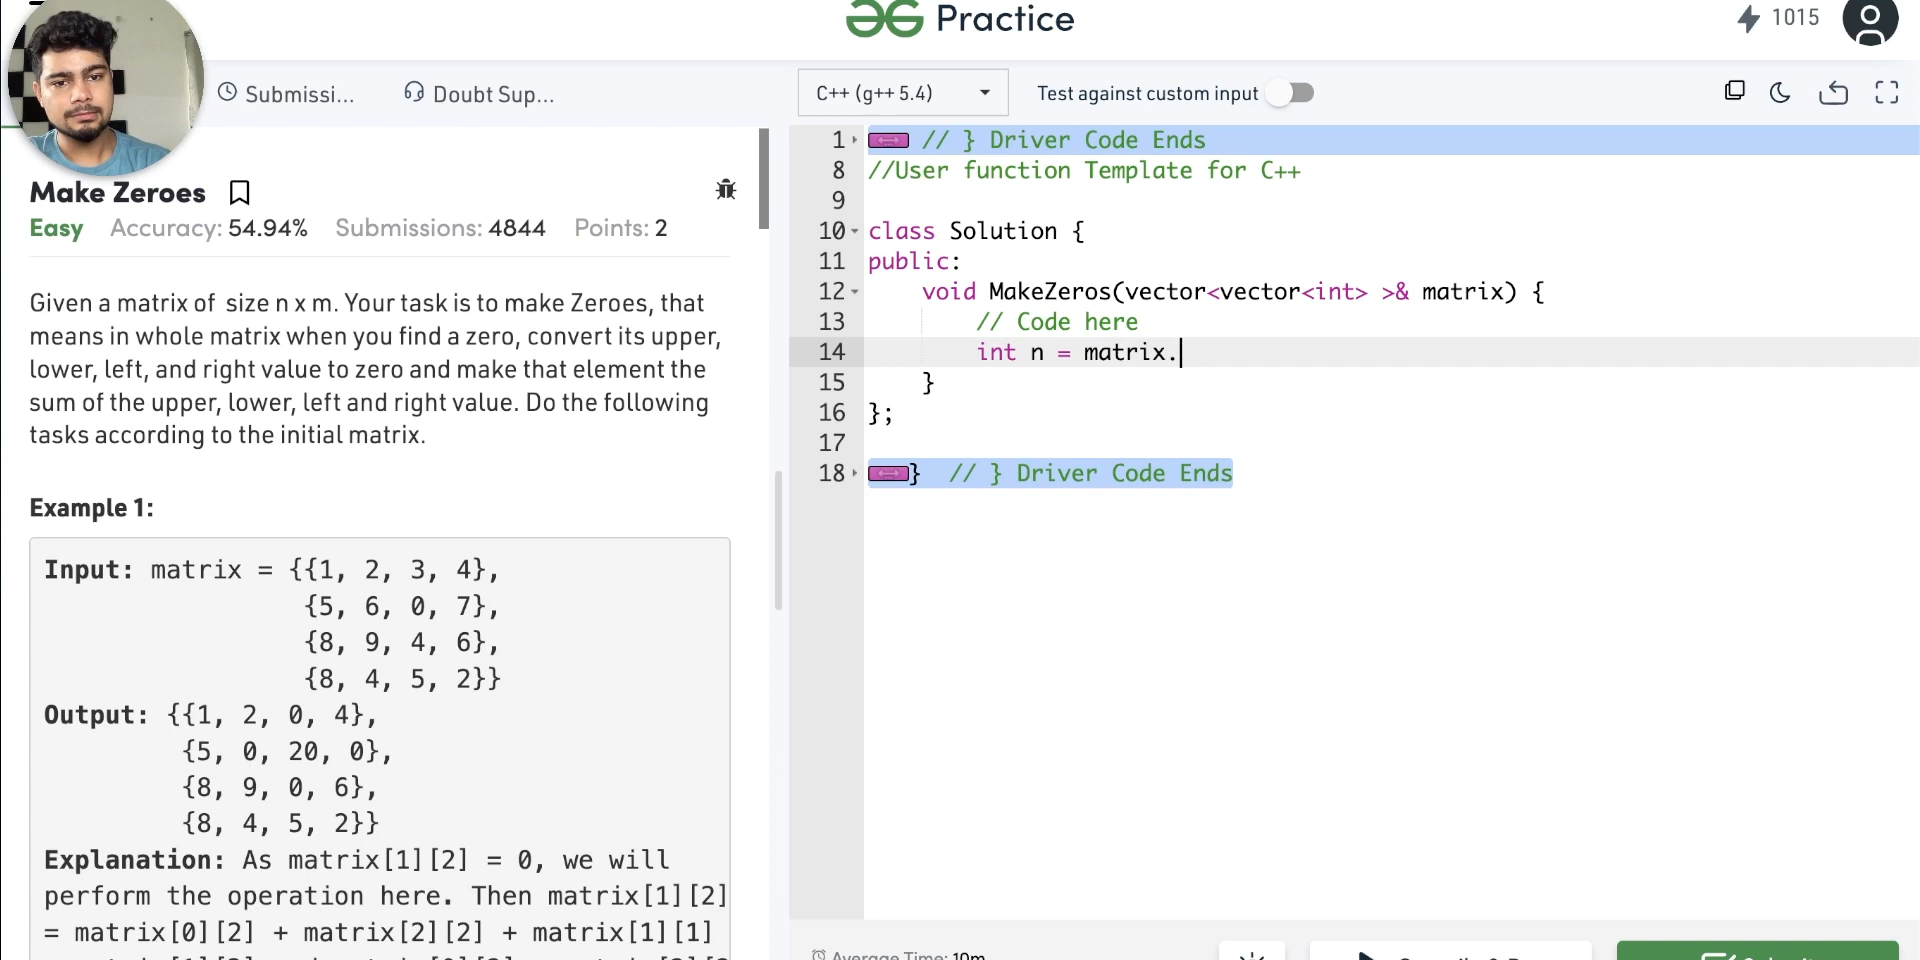 Practice
1015
Submissi...
Doubt Sup...
C++ (g++ 5.4)
Test against custom input
Make Zeroes
Easy Accuracy: 54.94% Submissions: 4844 Points: 2
Given a matrix of size n x m. Your task is to make Zeroes, that
means in whole matrix when you find a zero, convert its upper,
lower, left, and right value to zero and make that element the
sum of the upper, lower, left and right value. Do the following
tasks according to the initial matrix.
Example 1:
Input: matrix = {{1, 2, 3, 4},
{5, 6, 0, 7},
{8, 9, 4, 6},
{8, 4, 5, 2}}
Output: {{1, 2, 0, 4},
{5, 0, 20, 0},
{8, 9, 0, 6},
{8, 4, 5, 2}}
Explanation: As matrix[1][2] = 0, we will
perform the operation here. Then matrix[1][2]
= matrix[0][2] + matrix[2][2] + matrix[1][1]
1 // } Driver Code Ends
8 //User function Template for C++
9
10 class Solution {
11 public:
12 void MakeZeros(vector<vector<int> >& matrix) {
13 // Code here
14 int n = matrix.
15 }
16 };
17
18 } // } Driver Code Ends
Average Time: 10m